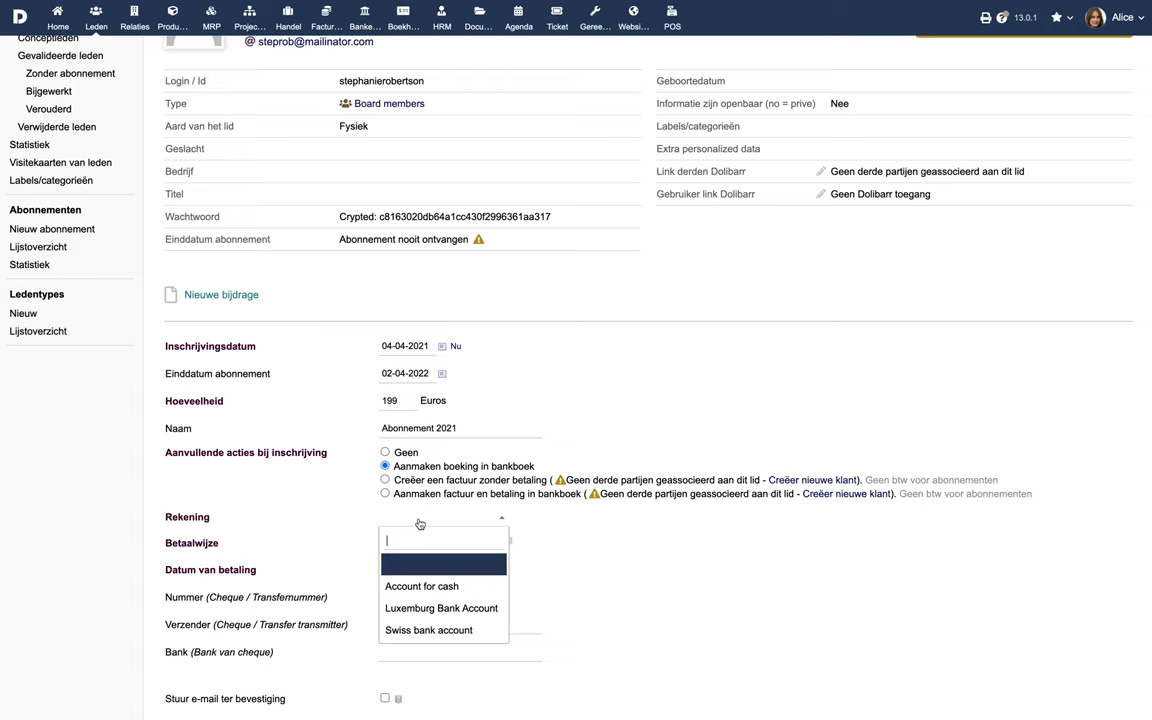 Home Leden Relaties Produ... MRP Projec... Handel Factur... Banke... Boekh... HRM Docu... Agenda Ticket Geree... Websi... POS 13.0.1 Alice
Conceptleden
Gevalideerde leden
Zonder abonnement
Bijgewerkt
Verouderd
Verwijderde leden
Statistiek
Visitekaarten van leden
Labels/categorieën
Abonnementen
Nieuw abonnement
Lijstoverzicht
Statistiek
Ledentypes
Nieuw
Lijstoverzicht
@ steprob@mailinator.com
Login / Id stephanierobertson
Type Board members
Aard van het lid Fysiek
Geslacht
Bedrijf
Titel
Wachtwoord Crypted: c8163020db64a1cc430f2996361aa317
Einddatum abonnement Abonnement nooit ontvangen
Geboortedatum
Informatie zijn openbaar (no = prive) Nee
Labels/categorieën
Extra personalized data
Link derden Dolibarr Geen derde partijen geassocieerd aan dit lid
Gebruiker link Dolibarr Geen Dolibarr toegang
Nieuwe bijdrage
Inschrijvingsdatum 04-04-2021 Nu
Einddatum abonnement 02-04-2022
Hoeveelheid 199 Euros
Naam Abonnement 2021
Aanvullende acties bij inschrijving Geen
Aanmaken boeking in bankboek
Creëer een factuur zonder betaling ( Geen derde partijen geassocieerd aan dit lid - Creëer nieuwe klant). Geen btw voor abonnementen
Aanmaken factuur en betaling in bankboek ( Geen derde partijen geassocieerd aan dit lid - Creëer nieuwe klant). Geen btw voor abonnementen
Rekening
Betaalwijze
Datum van betaling
Account for cash
Nummer (Cheque / Transfernummer)
Luxemburg Bank Account
Verzender (Cheque / Transfer transmitter)
Swiss bank account
Bank (Bank van cheque)
Stuur e-mail ter bevestiging